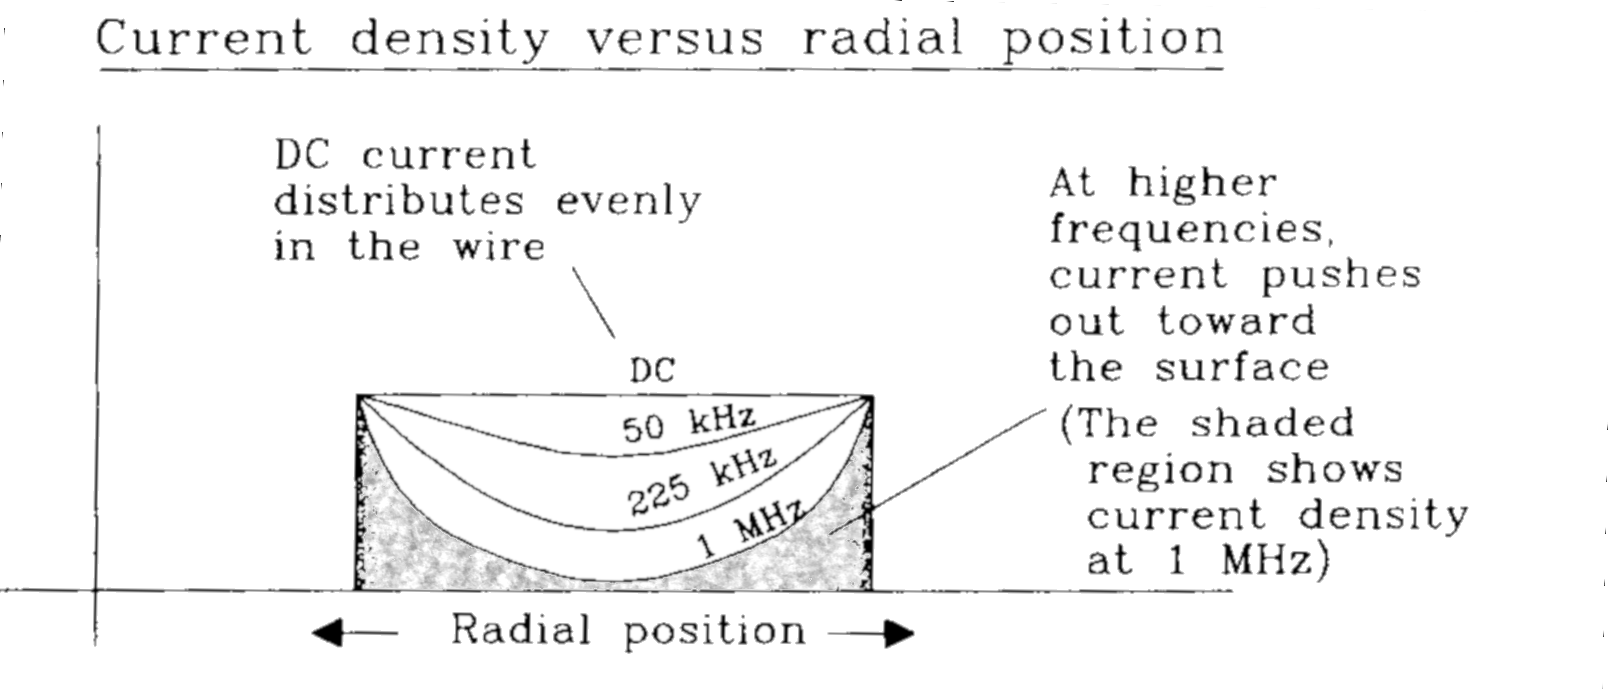 Current density versus radial position
DC current
distributes evenly
in the wire
At higher
frequencies,
current pushes
out toward
the surface
(The shaded
region shows
current density
at 1 MHz)
DC
50 kHz
225 kHz
1 MHz
Radial position